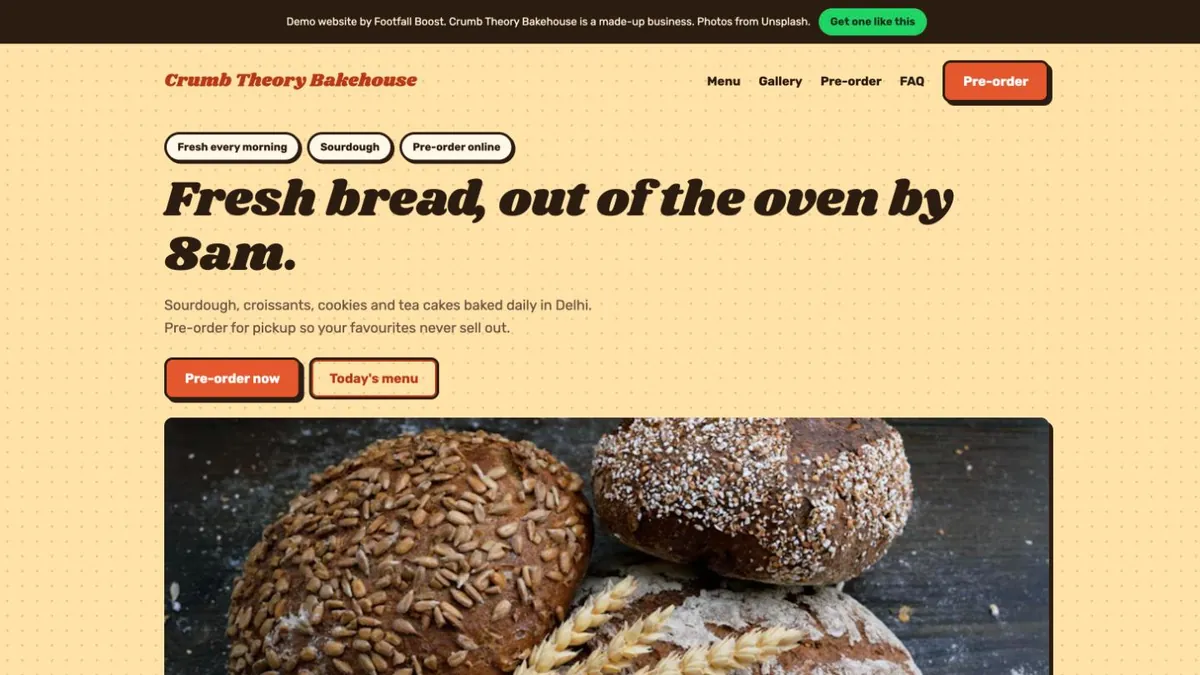 Demo website by Footfall Boost. Crumb Theory Bakehouse is a made-up business. Photos from Unsplash. Get one like this
Crumb Theory Bakehouse Menu Gallery Pre-order FAQ Pre-order
Fresh every morning Sourdough Pre-order online
Fresh bread, out of the oven by
8am.
Sourdough, croissants, cookies and tea cakes baked daily in Delhi.
Pre-order for pickup so your favourites never sell out.
Pre-order now Today's menu